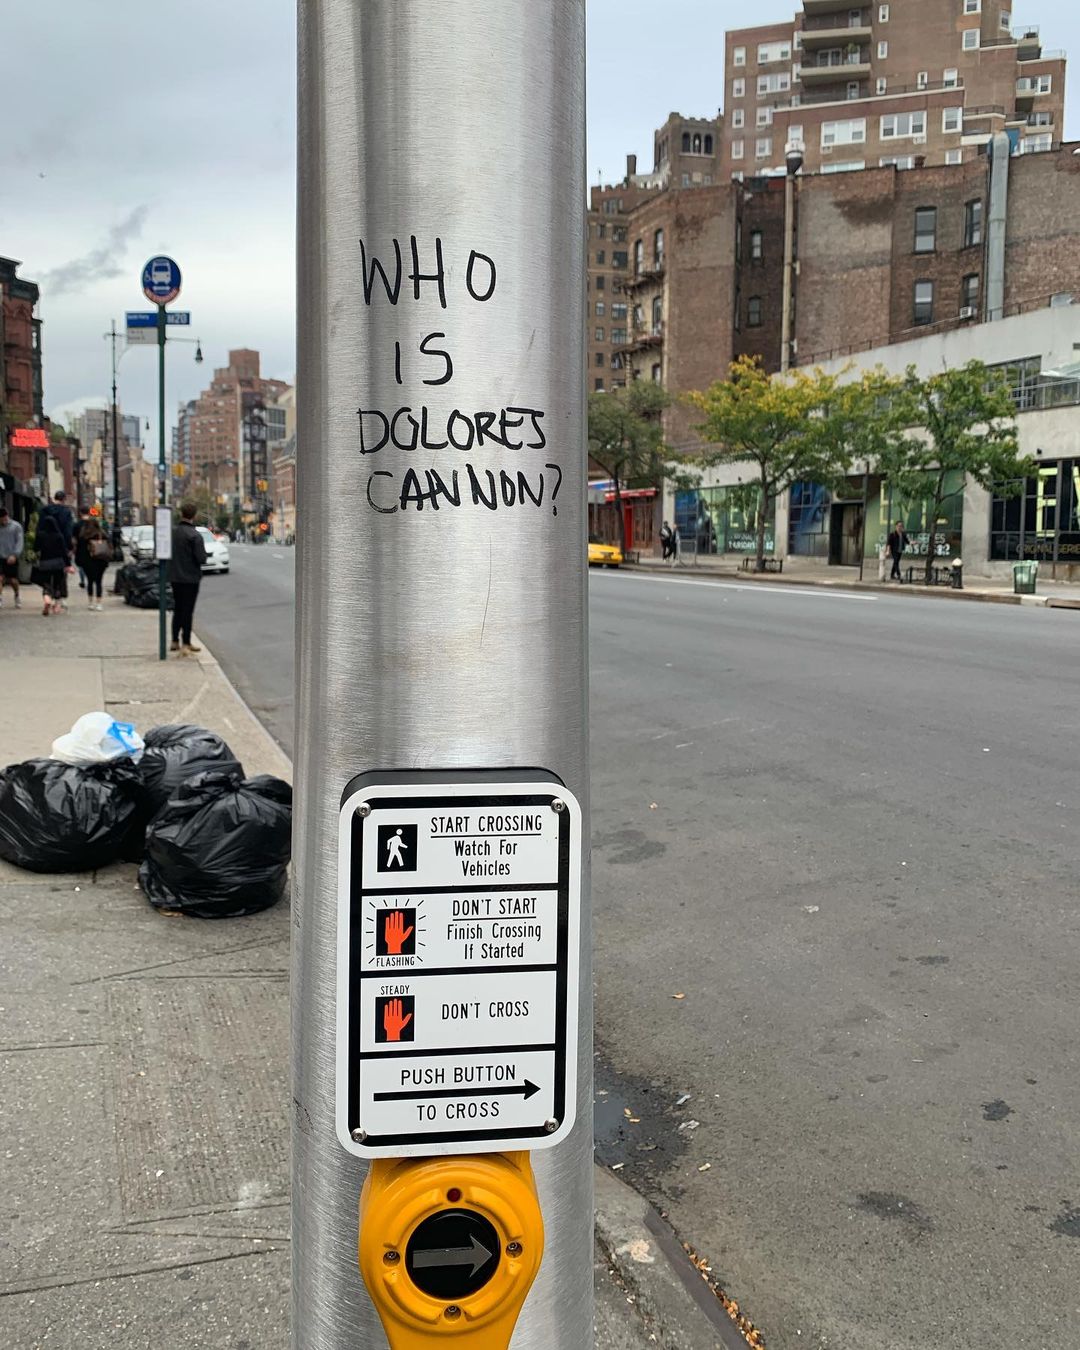 WHO
IS
DOLORES
CANNON?
M20
START CROSSING
Watch For
Vehicles
DON'T START
Finish Crossing
If Started
FLASHING
STEADY
DON'T CROSS
PUSH BUTTON
TO CROSS